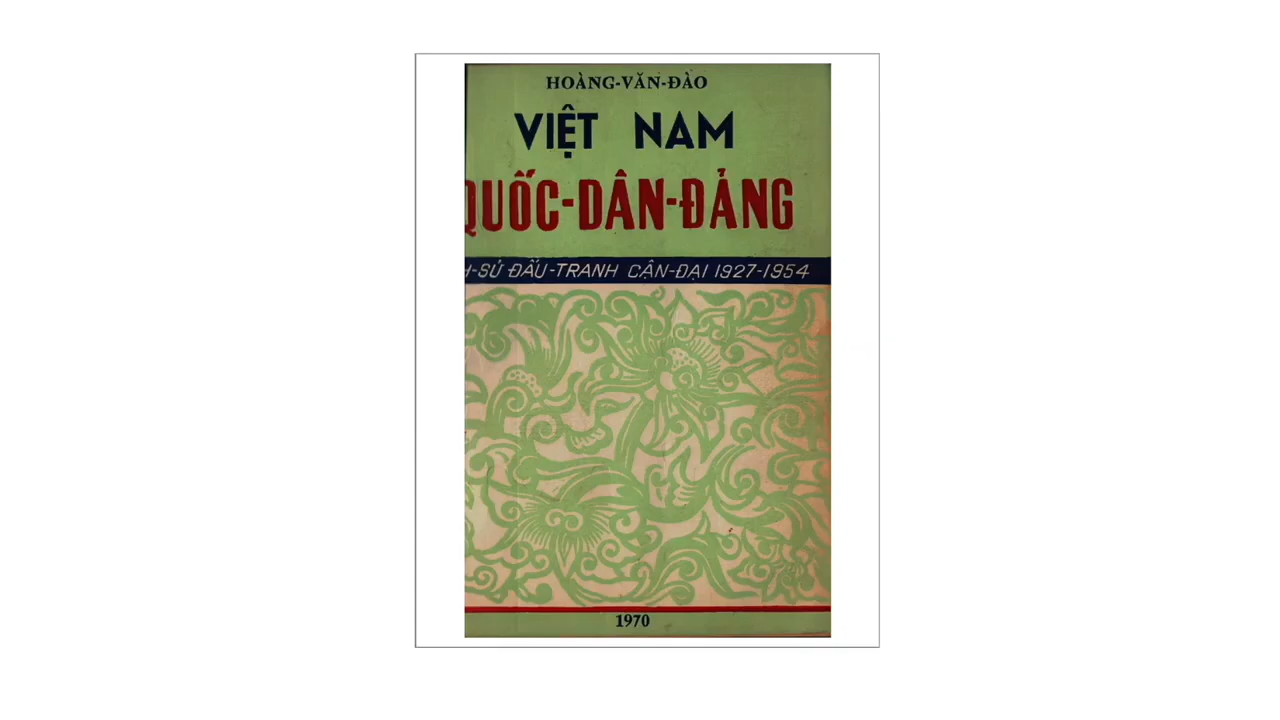 HOÀNG-VĂN-ĐÀO
VIỆT NAM
QUỐC-DÂN-ĐẢNG
H-SỬ ĐẤU-TRANH CẬN-ĐẠI 1927-1954
1970